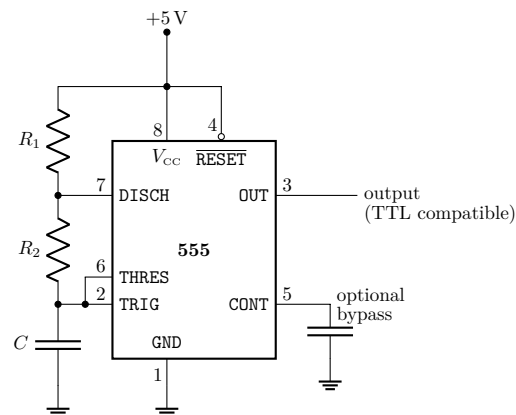 +5 V
8
4
R1
VCC
RESET
7
DISCH
OUT
3
output
(TTL compatible)
R2
555
6
THRES
2
TRIG
CONT
5
optional
bypass
C
GND
1